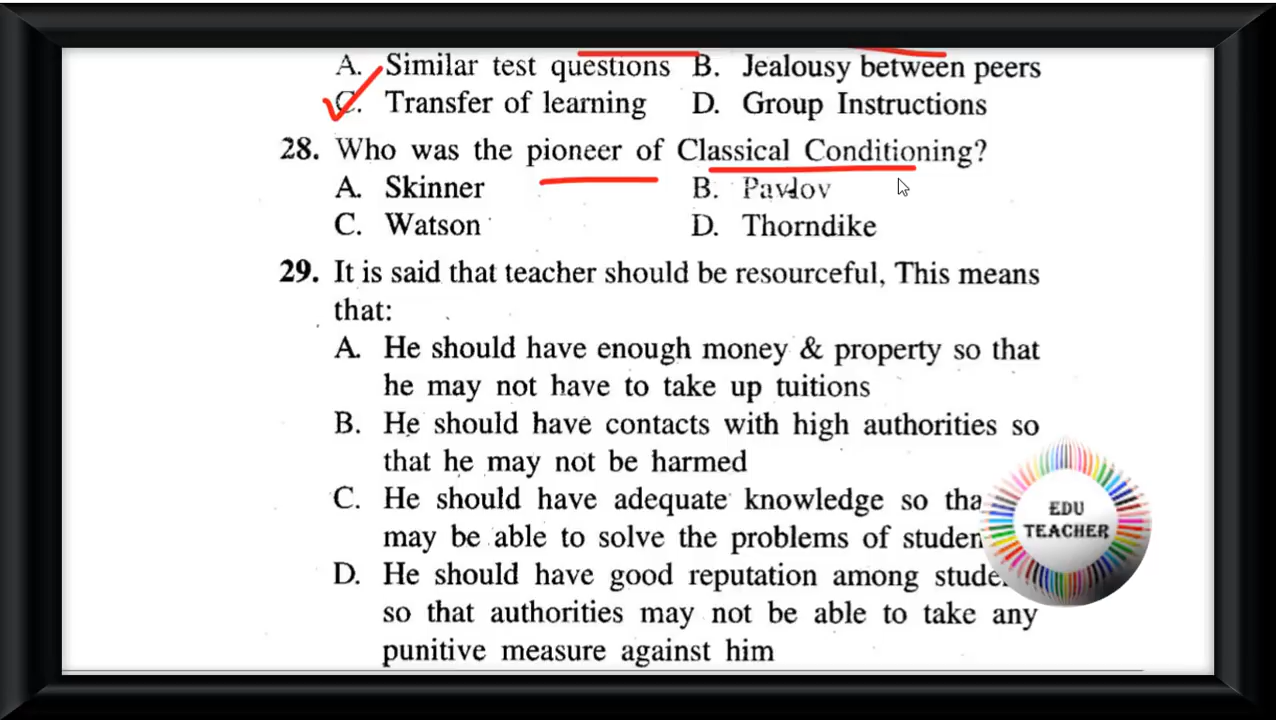 A. Similar test questions B. Jealousy between peers
C. Transfer of learning D. Group Instructions
28. Who was the pioneer of Classical Conditioning?
A. Skinner B. Pavlov
C. Watson D. Thorndike
29. It is said that teacher should be resourceful, This means
that:
A. He should have enough money & property so that
he may not have to take up tuitions
B. He should have contacts with high authorities so
that he may not be harmed
C. He should have adequate knowledge so tha
may be able to solve the problems of studen
D. He should have good reputation among stude
so that authorities may not be able to take any
punitive measure against him
EDU
TEACHER